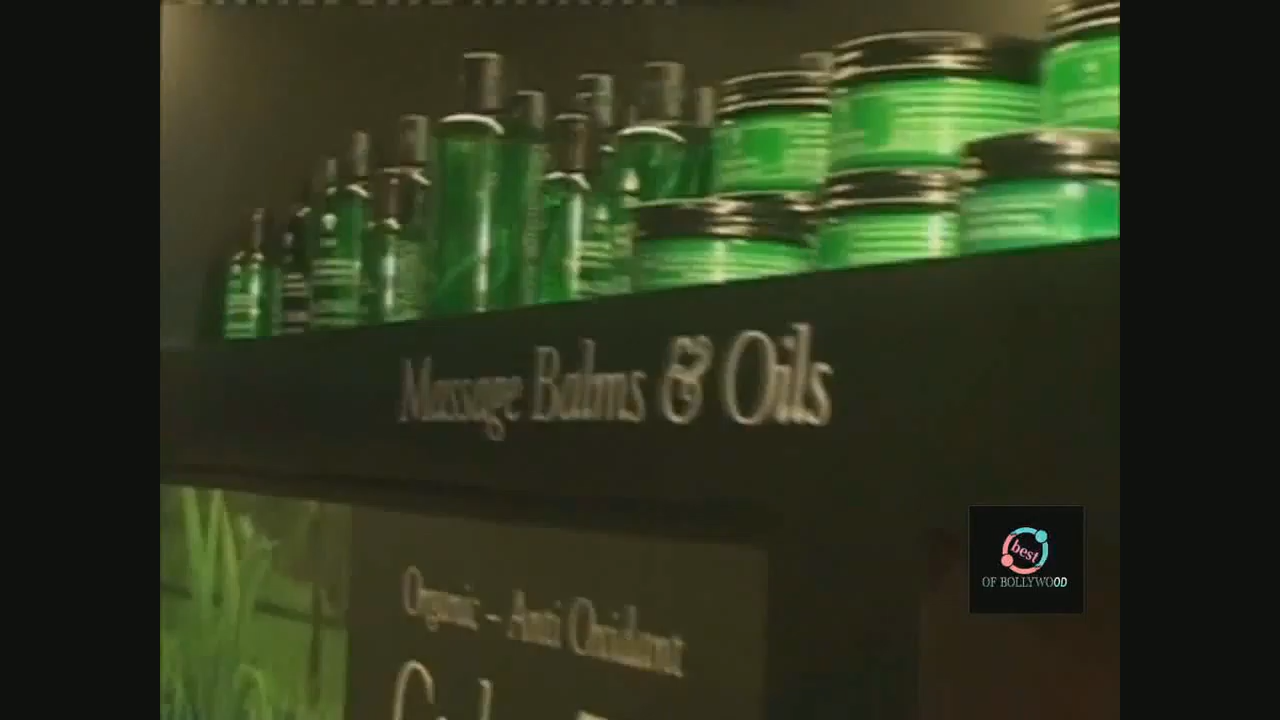 Massage Balms & Oils
Organic - Anti Oxidant
best
OF BOLLYWOOD